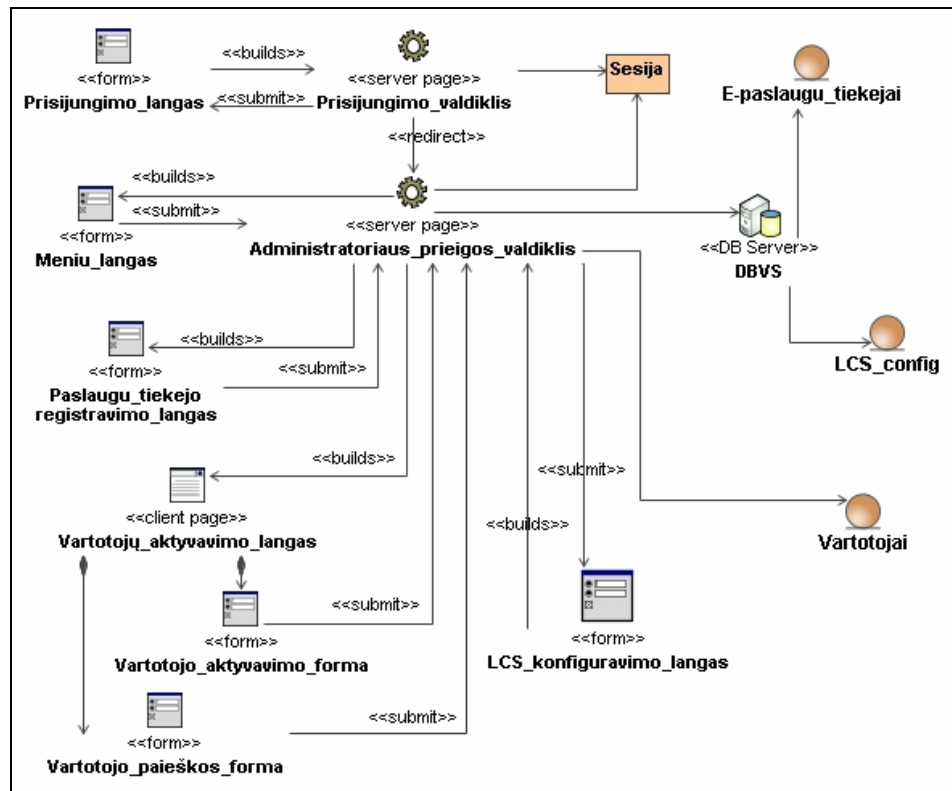 <<builds>>
<<form>>
Prisijungimo_langas
<<submit>>
<<server page>>
Prisijungimo_valdiklis
Sesija
E-paslaugu_tiekejai
<<redirect>>
<<builds>>
<<submit>>
<<form>>
Meniu_langas
<<server page>>
Administratoriaus_prieigos_valdiklis
<<DB Server>>
DBVS
LCS_config
<<builds>>
<<form>>
<<submit>>
Paslaugu_tiekejo
registravimo_langas
<<builds>>
<<submit>>
<<client page>>
Vartotojų_aktyvavimo_langas
<<builds>>
Vartotojai
<<submit>>
<<form>>
Vartotojo_aktyvavimo_forma
<<form>>
LCS_konfiguravimo_langas
<<submit>>
<<form>>
Vartotojo_paieškos_forma